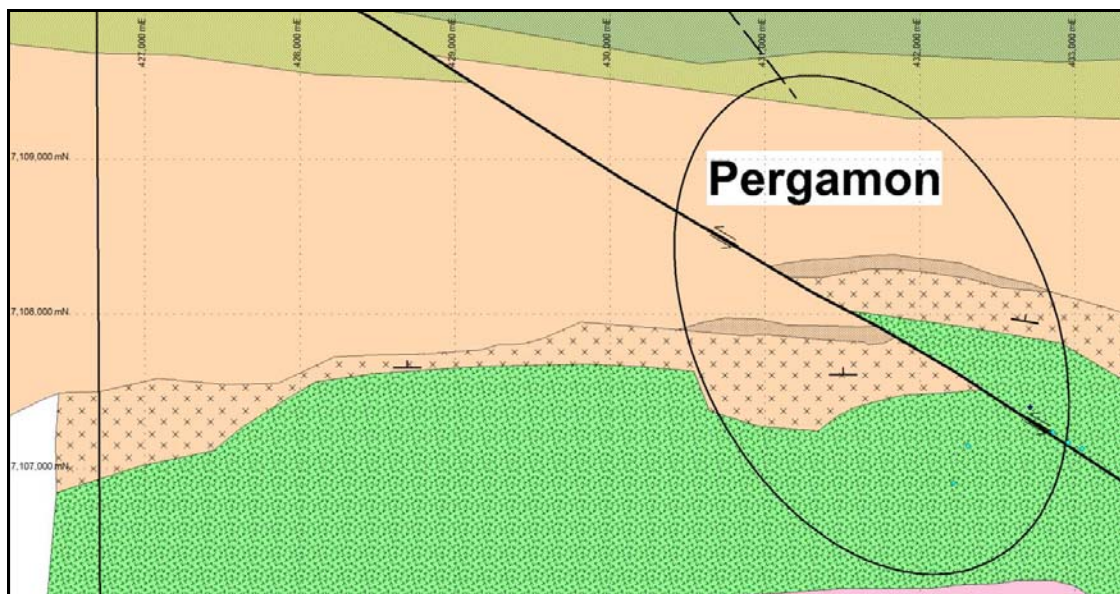 427,000 mE
428,000 mE
429,000 mE
430,000 mE
431,000 mE
432,000 mE
433,000 mE
7,109,000 mN
Pergamon
7,108,000 mN
7,107,000 mN